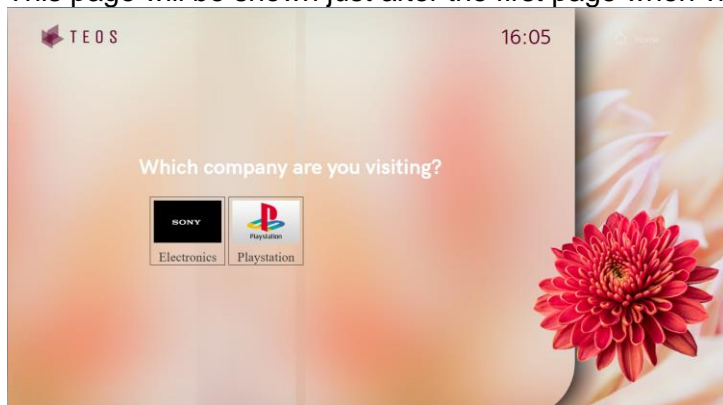 This page will be shown just after the first page when
TEOS
16:05
Home
Which company are you visiting?
SONY
Playstation
Electronics
Playstation